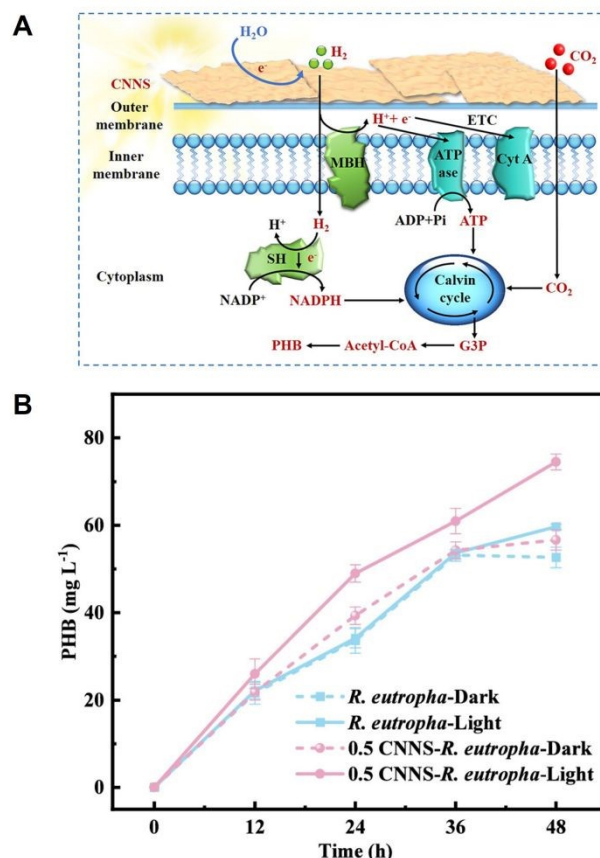 A
H₂O
H₂
CO₂
e⁻
CNNS
Outer
membrane
H⁺+ e⁻
ETC
Inner
membrane
MBH
ATP
ase
Cyt A
ADP+Pi
ATP
H⁺
H₂
SH
e⁻
Cytoplasm
Calvin
cycle
NADP⁺
NADPH
CO₂
PHB
Acetyl-CoA
G3P
B
80
60
40
20
0
PHB (mg L⁻¹)
R. eutropha-Dark
R. eutropha-Light
0.5 CNNS-R. eutropha-Dark
0.5 CNNS-R. eutropha-Light
0
12
24
36
48
Time (h)